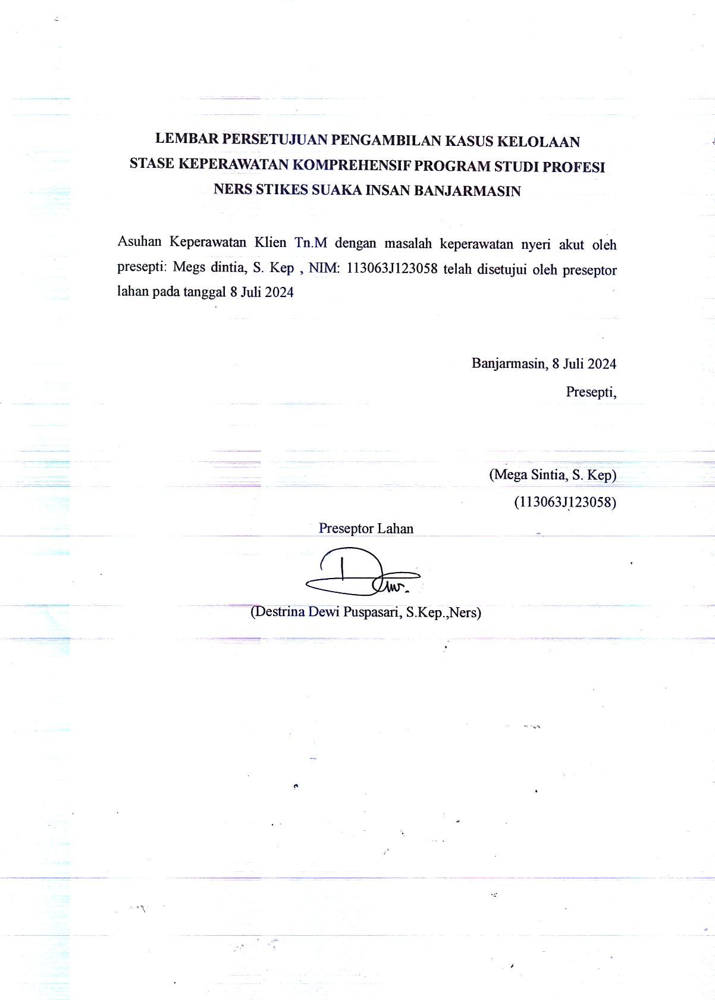 LEMBAR PERSETUJUAN PENGAMBILAN KASUS KELOLAAN
STASE KEPERAWATAN KOMPREHENSIF PROGRAM STUDI PROFESI
NERS STIKES SUAKA INSAN BANJARMASIN
Asuhan Keperawatan Klien Tn.M dengan masalah keperawatan nyeri akut oleh
presepti: Megs dintia, S. Kep , NIM: 113063J123058 telah disetujui oleh preseptor
lahan pada tanggal 8 Juli 2024
Banjarmasin, 8 Juli 2024
Presepti,
(Mega Sintia, S. Kep)
(113063J123058)
Preseptor Lahan
(Destrina Dewi Puspasari, S.Kep.,Ners)